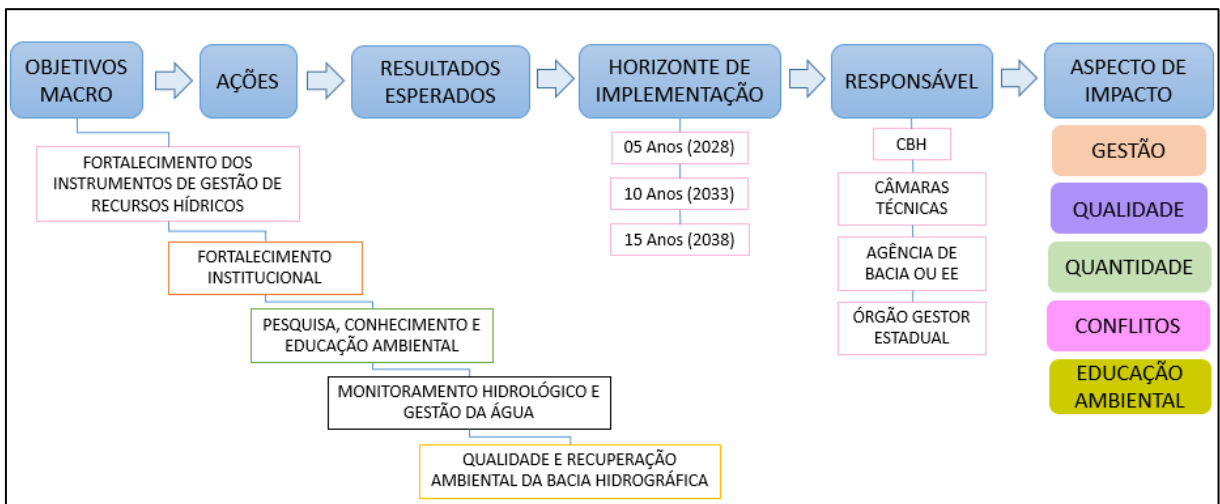 OBJETIVOS
MACRO
AÇÕES
RESULTADOS
ESPERADOS
HORIZONTE DE
IMPLEMENTAÇÃO
RESPONSÁVEL
ASPECTO DE
IMPACTO
FORTALECIMENTO DOS
INSTRUMENTOS DE GESTÃO DE
RECURSOS HÍDRICOS
FORTALECIMENTO
INSTITUCIONAL
PESQUISA, CONHECIMENTO E
EDUCAÇÃO AMBIENTAL
MONITORAMENTO HIDROLÓGICO E
GESTÃO DA ÁGUA
QUALIDADE E RECUPERAÇÃO
AMBIENTAL DA BACIA HIDROGRÁFICA
05 Anos (2028)
10 Anos (2033)
15 Anos (2038)
CBH
CÂMARAS
TÉCNICAS
AGÊNCIA DE
BACIA OU EE
ÓRGÃO GESTOR
ESTADUAL
GESTÃO
QUALIDADE
QUANTIDADE
CONFLITOS
EDUCAÇÃO
AMBIENTAL